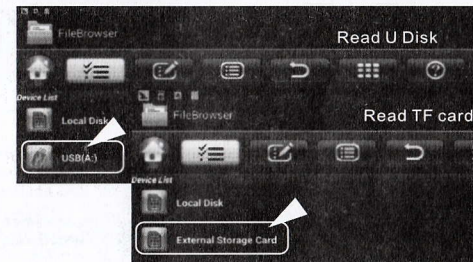 FileBrowser
Read U Disk
Device List
Local Disk
USB(A:)
FileBrowser
Read TF card
Device List
Local Disk
External Storage Card